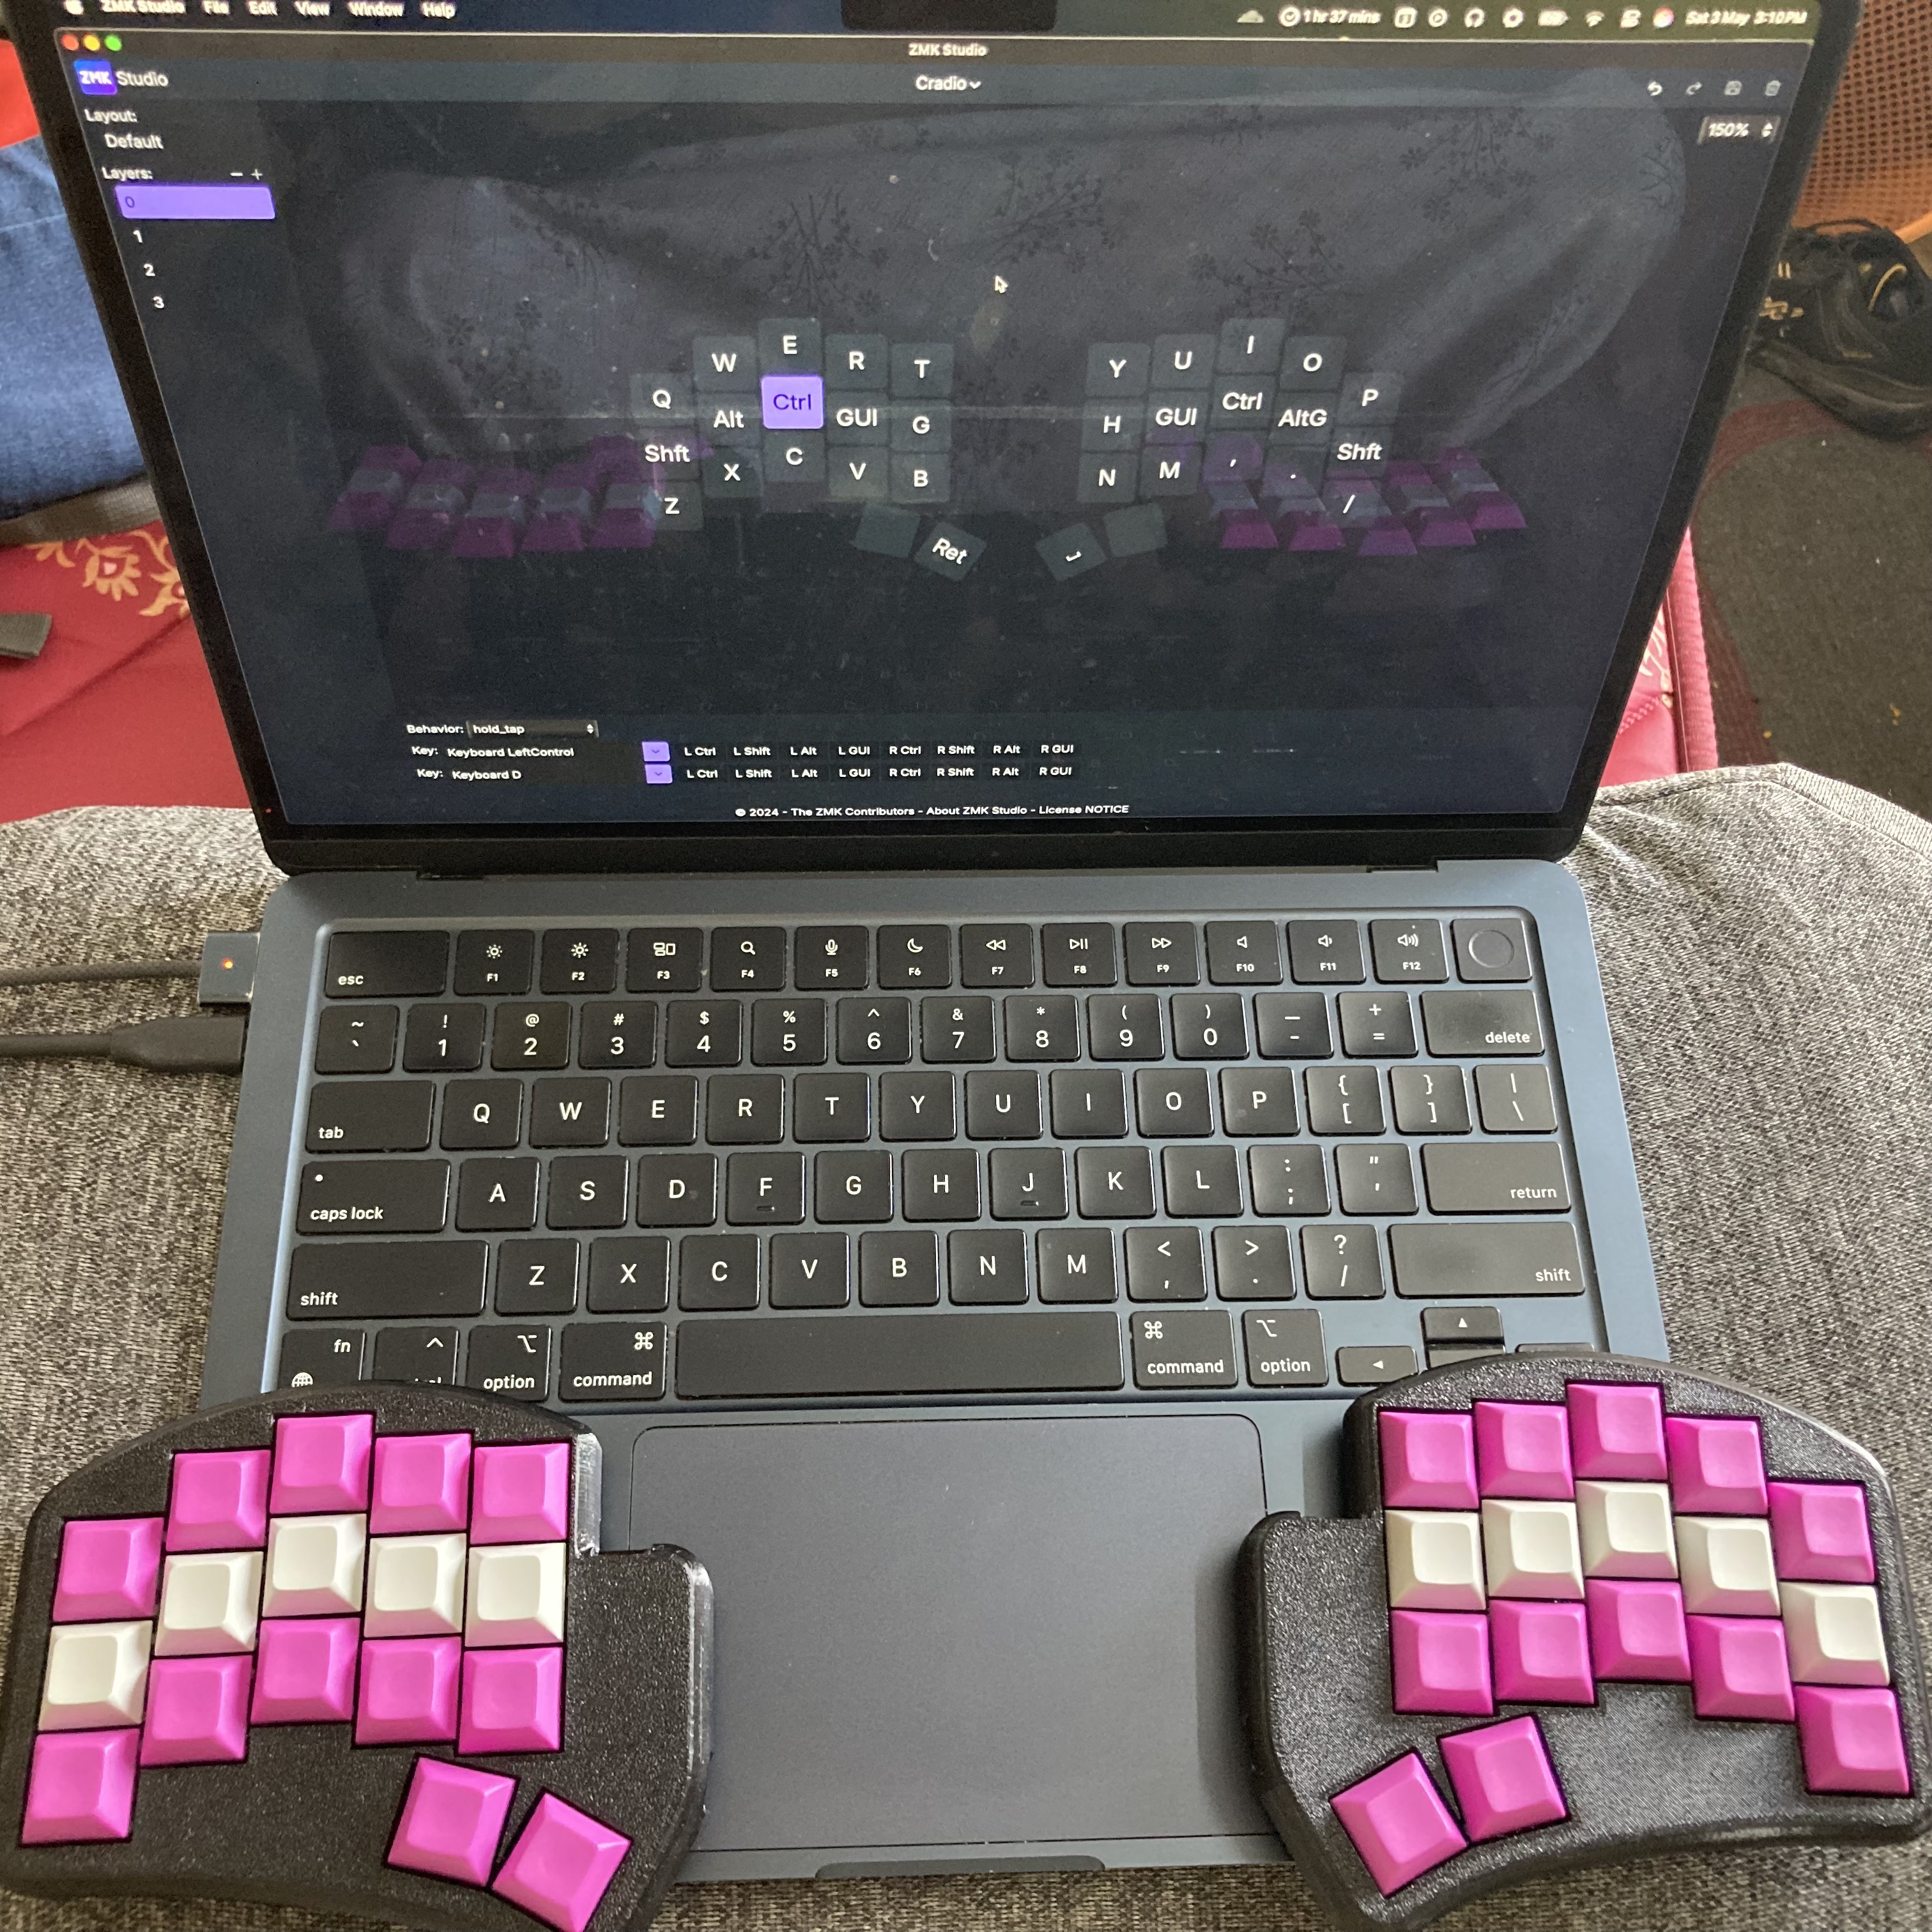 ZMK Studio File Edit View Window Help 1 hr 37 mins Sat 3 May 3:10 PM
ZMK Studio
ZMK Studio Cradio
Layout:
Default
150%
Layers: - +
0
1
2
3
W E R T Y U I O
Q Alt Ctrl GUI G H GUI Ctrl AltG P
Shft X C V B N M , . Shft
Z /
Ret
Behavior: hold_tap
Key: Keyboard LeftControl L Ctrl L Shift L Alt L GUI R Ctrl R Shift R Alt R GUI
Key: Keyboard D L Ctrl L Shift L Alt L GUI R Ctrl R Shift R Alt R GUI
© 2024 - The ZMK Contributors - About ZMK Studio - License NOTICE
esc F1 F2 F3 F4 F5 F6 F7 F8 F9 F10 F11 F12
~ ! @ # $ % ^ & * ( ) — +
` 1 2 3 4 5 6 7 8 9 0 - = delete
tab Q W E R T Y U I O P { [ } ] | \
caps lock A S D F G H J K L : ; " ' return
shift Z X C V B N M < , > . ? / shift
fn ^ ⌥ ⌘ ⌘ ⌥
option command command option